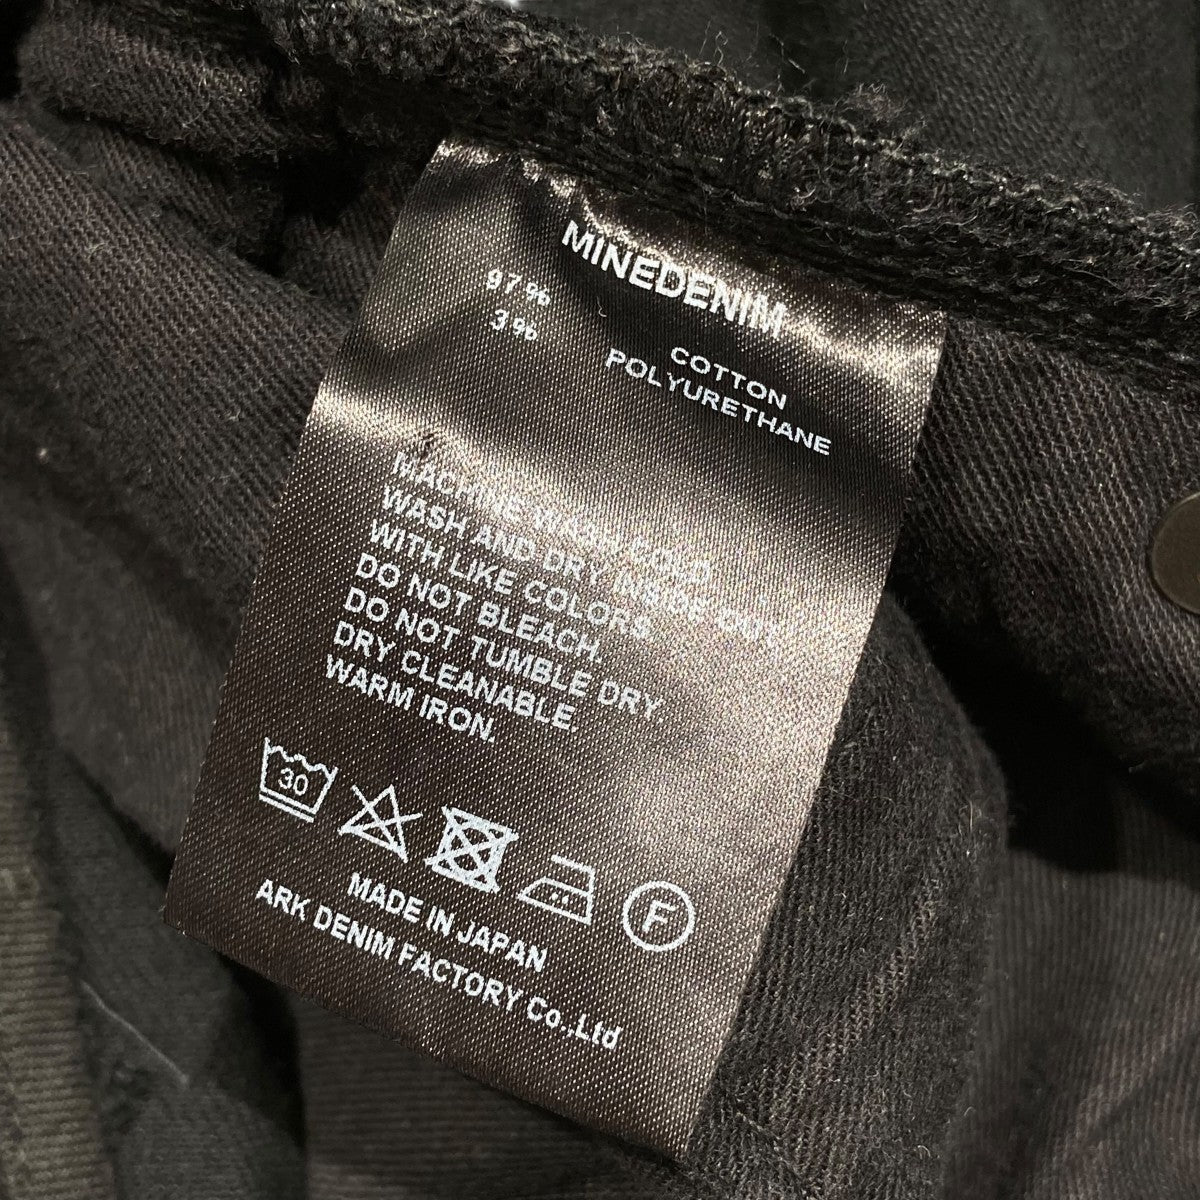 MINEDENIM
97% COTTON
3% POLYURETHANE
MACHINE WASH COLD.
WASH AND DRY INSIDE OUT.
WITH LIKE COLORS.
DO NOT BLEACH.
DO NOT TUMBLE DRY.
DRY CLEANABLE.
WARM IRON.
30
F
MADE IN JAPAN
ARK DENIM FACTORY Co.,Ltd